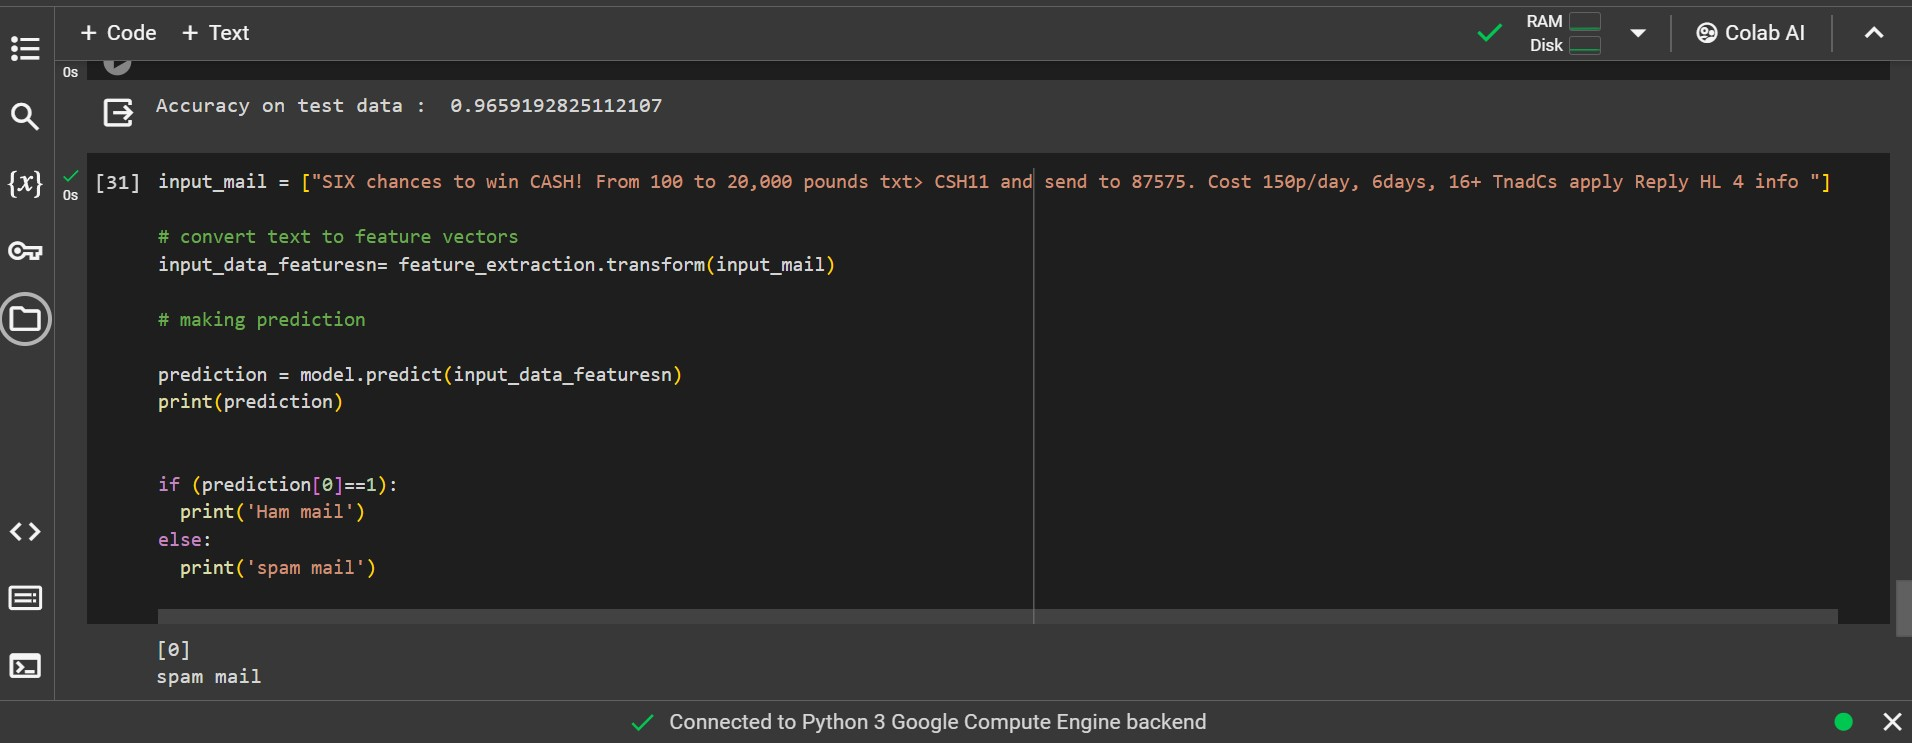 + Code + Text
RAM
Disk
Colab AI
0s
Accuracy on test data :  0.9659192825112107
{x}
0s
[31] input_mail = ["SIX chances to win CASH! From 100 to 20,000 pounds txt> CSH11 and send to 87575. Cost 150p/day, 6days, 16+ TnadCs apply Reply HL 4 info "]
# convert text to feature vectors
input_data_featuresn= feature_extraction.transform(input_mail)
# making prediction
prediction = model.predict(input_data_featuresn)
print(prediction)
if (prediction[0]==1):
  print('Ham mail')
else:
  print('spam mail')
[0]
spam mail
Connected to Python 3 Google Compute Engine backend